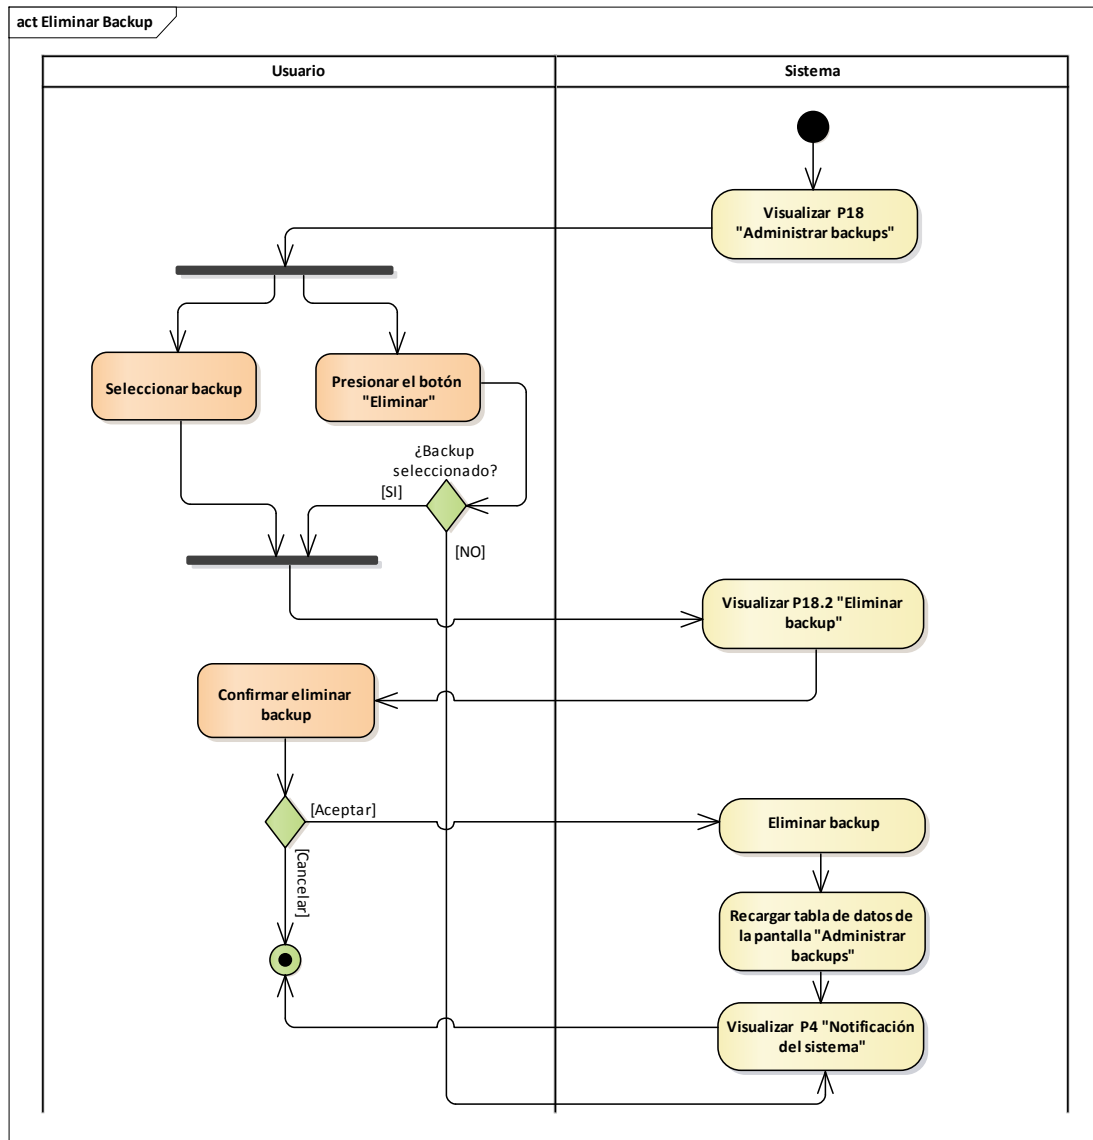 act Eliminar Backup
Usuario
Sistema
Visualizar P18
"Administrar backups"
Seleccionar backup
Presionar el botón
"Eliminar"
¿Backup
seleccionado?
[SI]
[NO]
Visualizar P18.2 "Eliminar
backup"
Confirmar eliminar
backup
[Aceptar]
[Cancelar]
Eliminar backup
Recargar tabla de datos de
la pantalla "Administrar
backups"
Visualizar P4 "Notificación
del sistema"